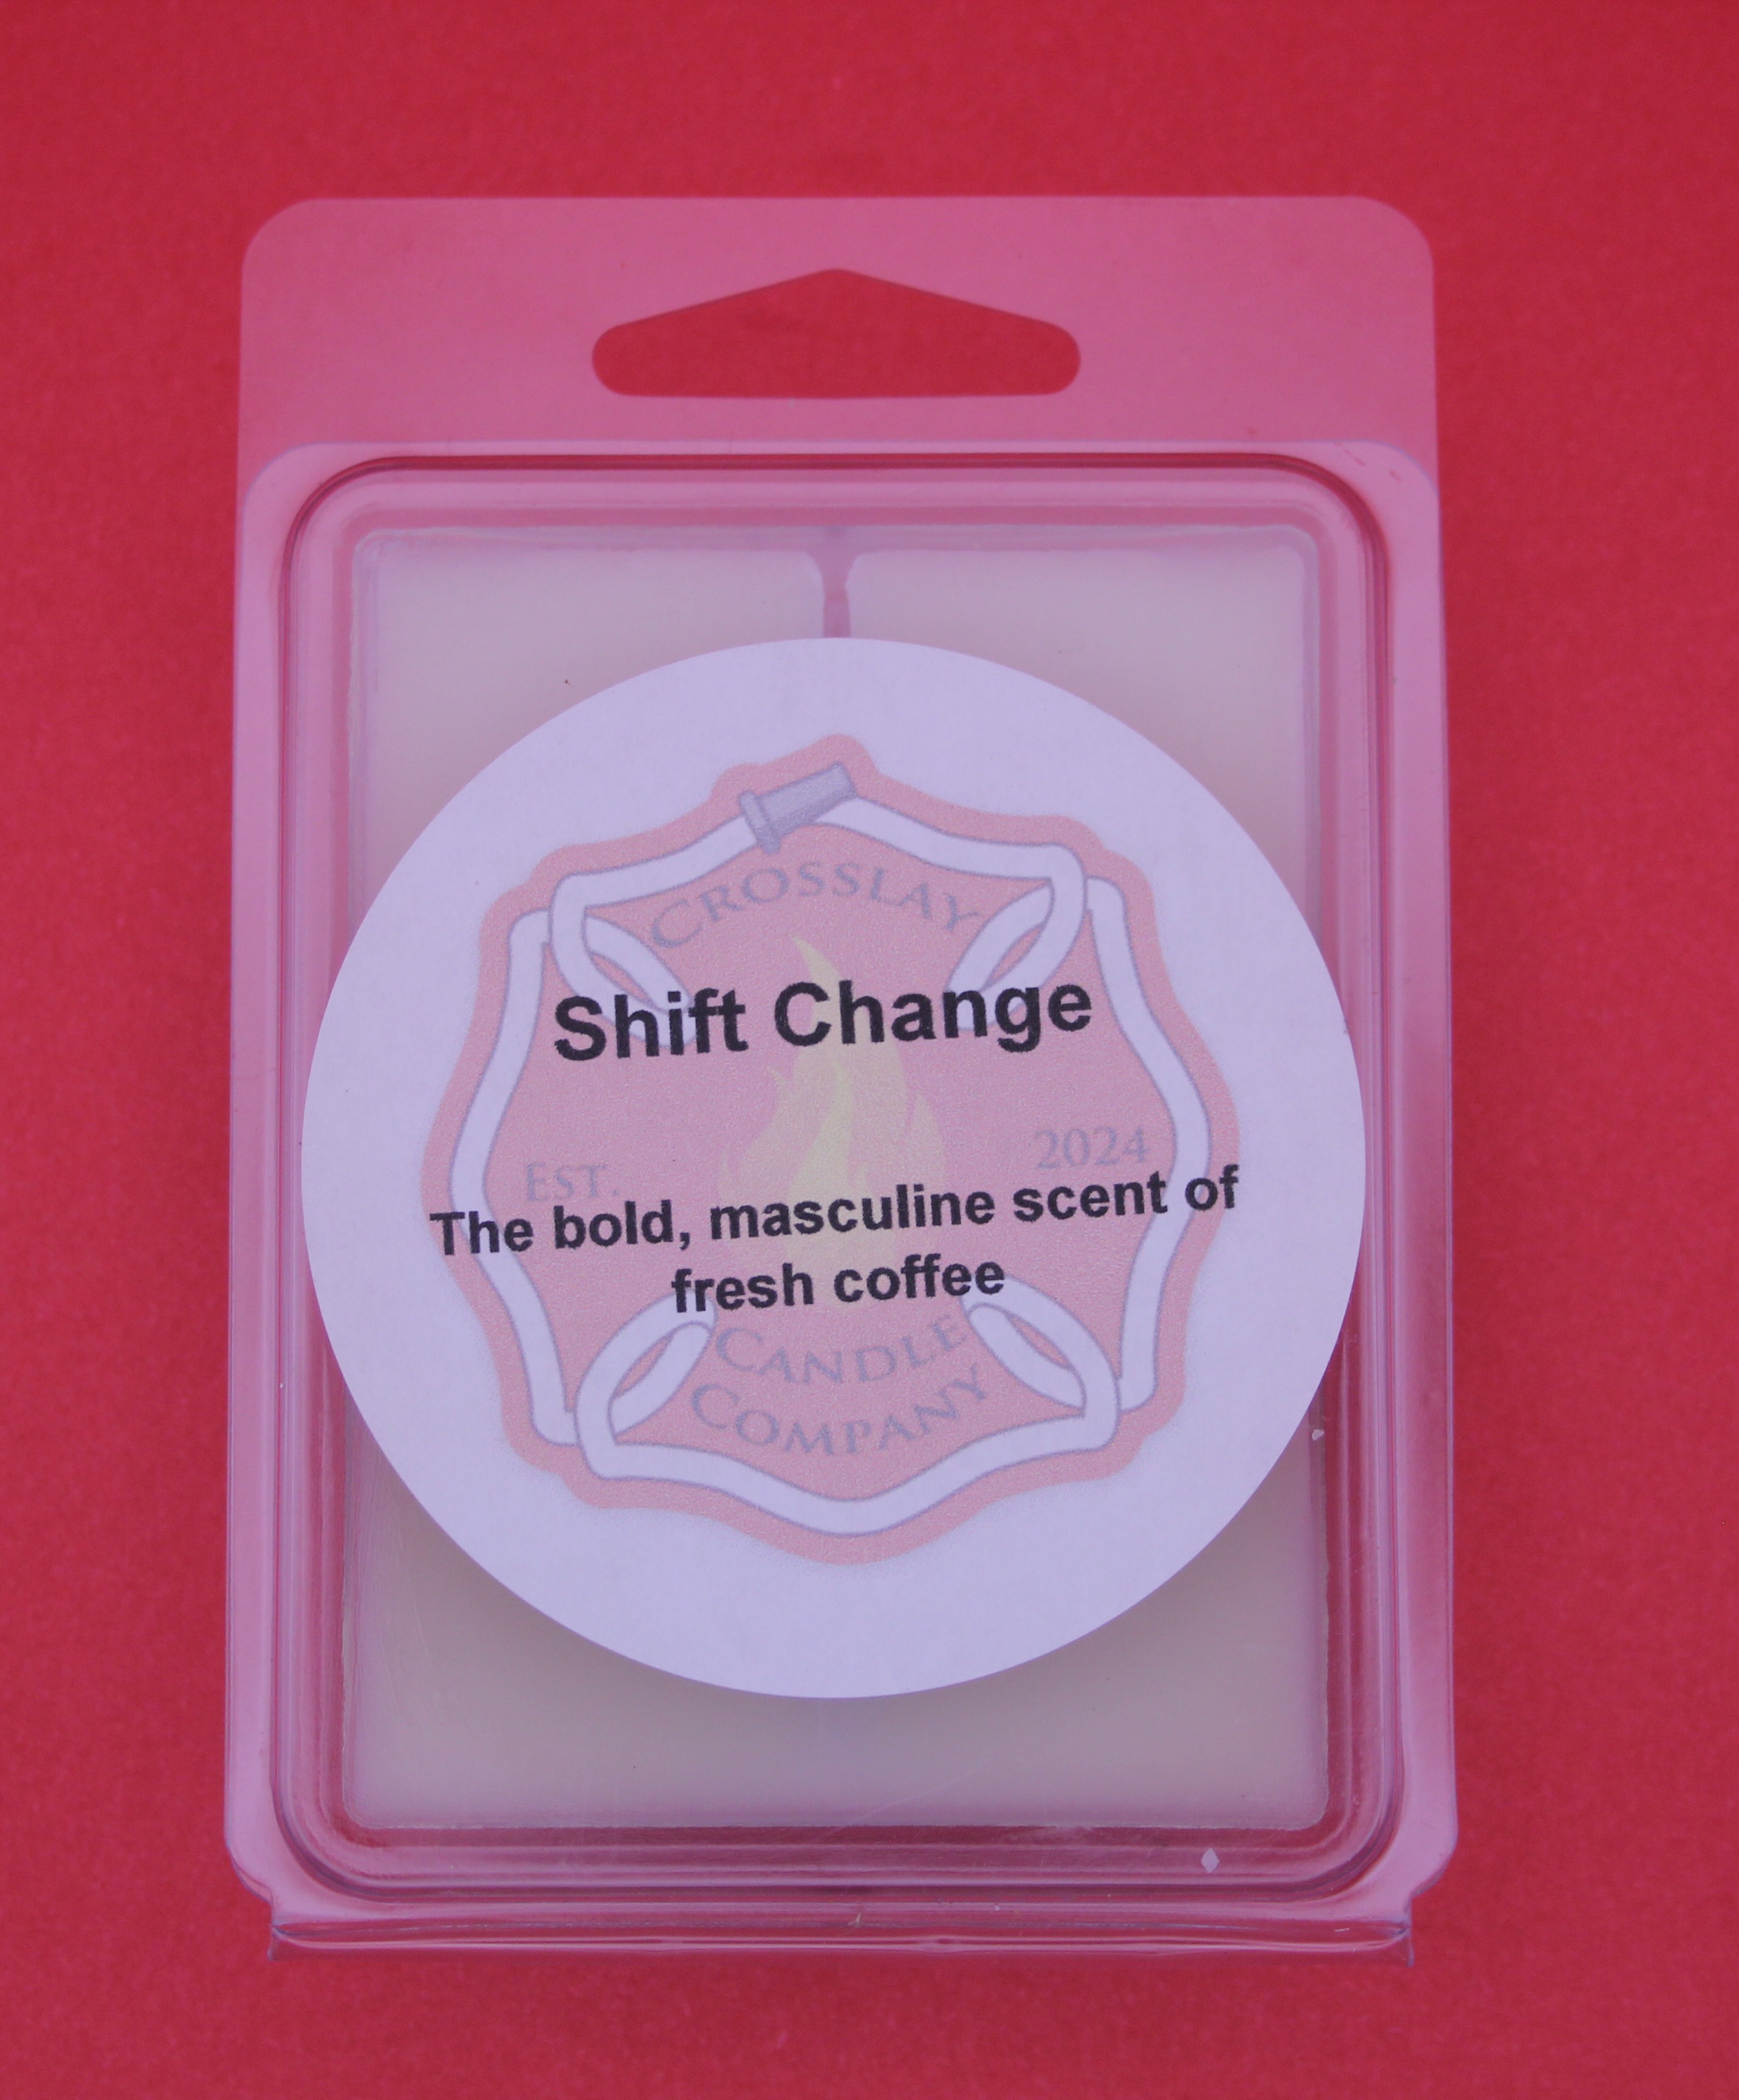 CROSSLAY
Shift Change
EST. 2024
The bold, masculine scent of
fresh coffee
CANDLE
COMPANY